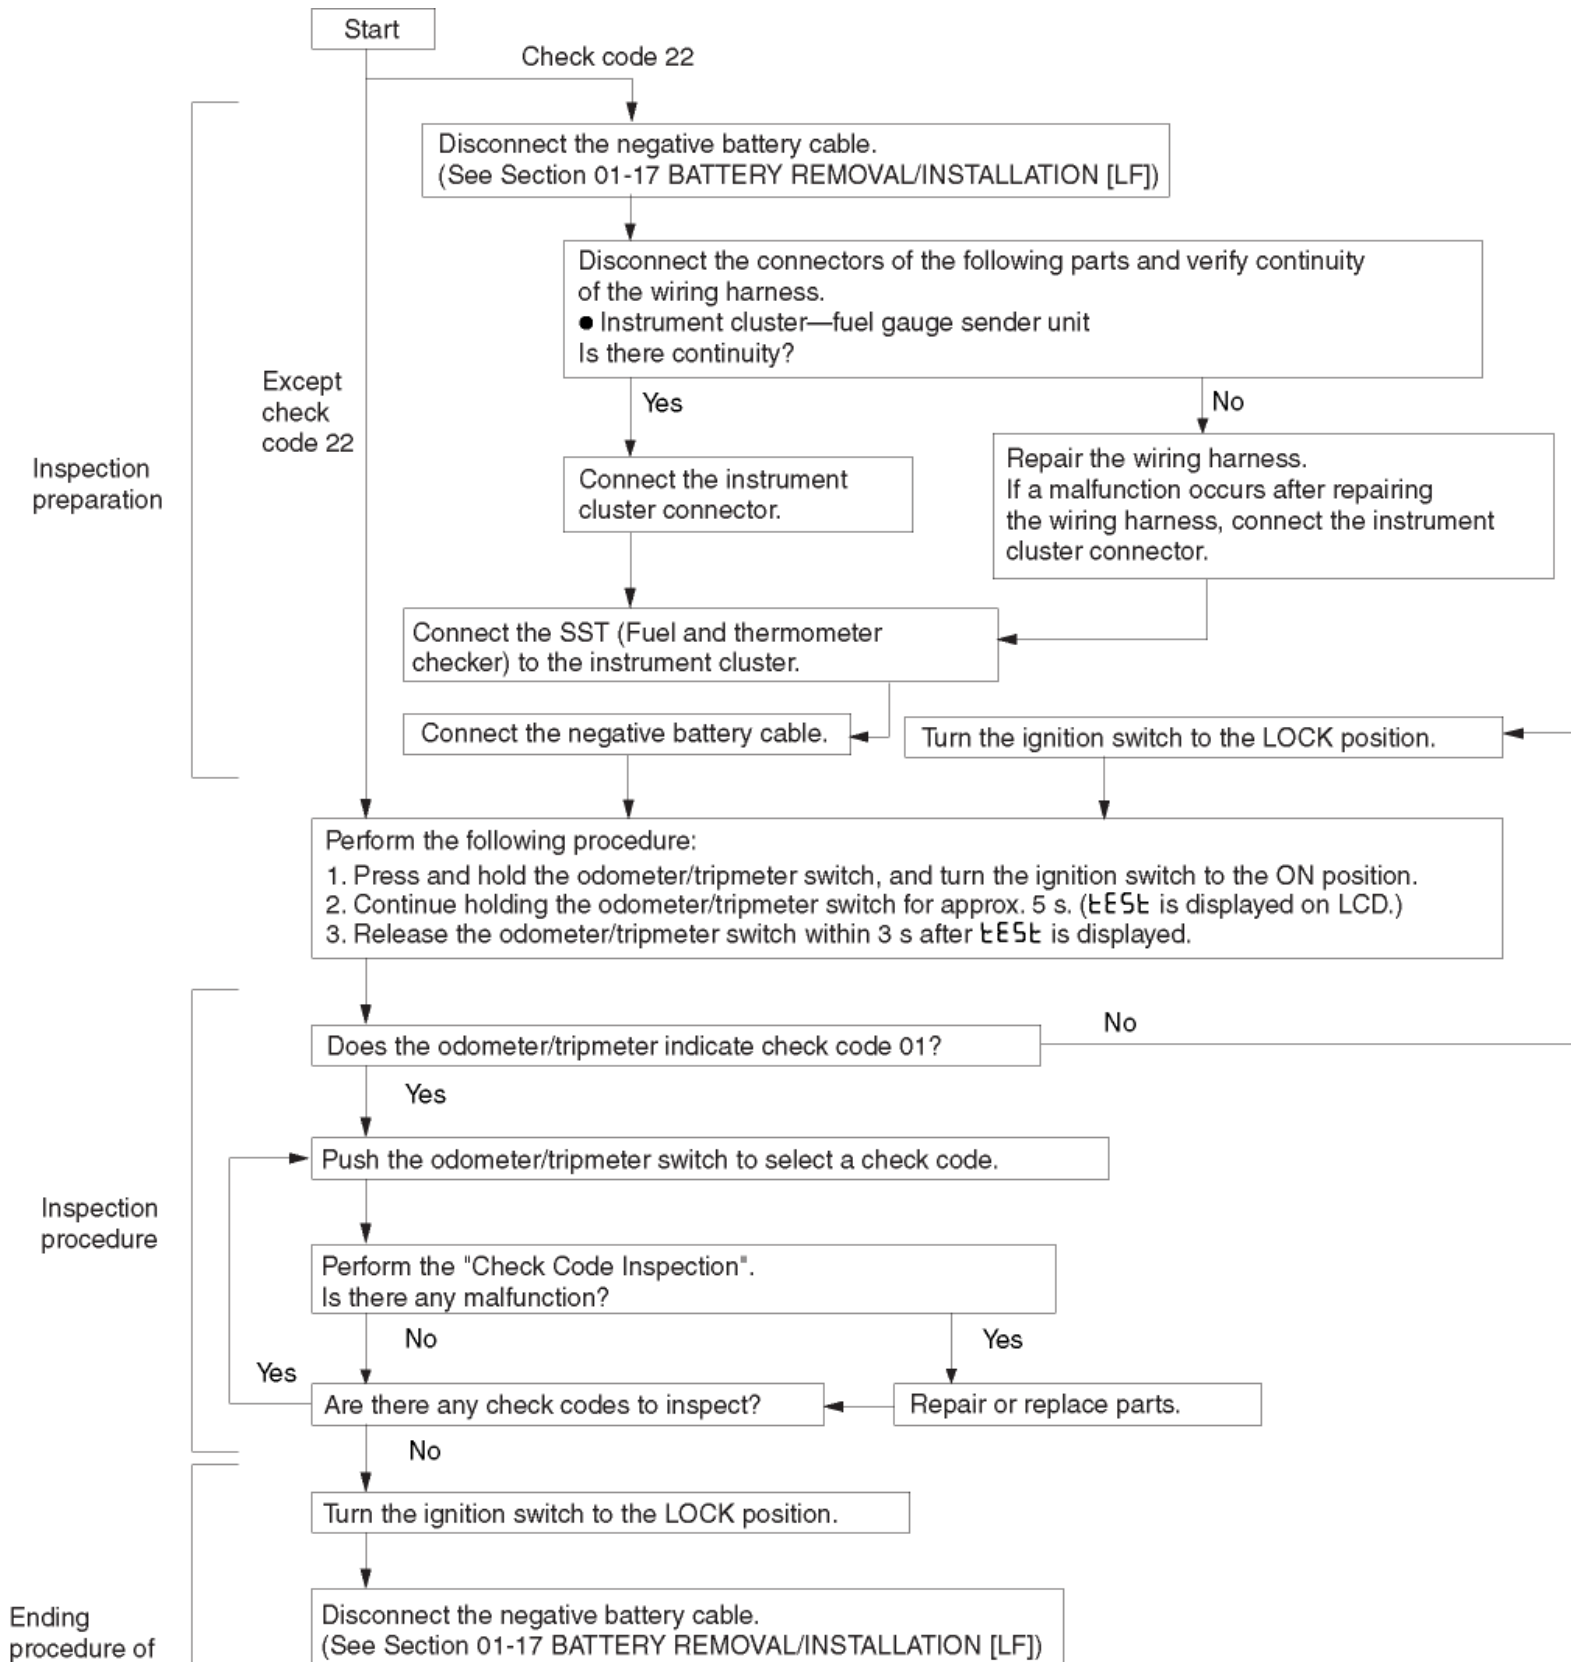 Start
Check code 22
Disconnect the negative battery cable.
(See Section 01-17 BATTERY REMOVAL/INSTALLATION [LF])
Disconnect the connectors of the following parts and verify continuity
of the wiring harness.
● Instrument cluster—fuel gauge sender unit
Is there continuity?
Except
check
code 22
Yes
No
Inspection
preparation
Connect the instrument
cluster connector.
Repair the wiring harness.
If a malfunction occurs after repairing
the wiring harness, connect the instrument
cluster connector.
Connect the SST (Fuel and thermometer
checker) to the instrument cluster.
Connect the negative battery cable.
Turn the ignition switch to the LOCK position.
Perform the following procedure:
1. Press and hold the odometer/tripmeter switch, and turn the ignition switch to the ON position.
2. Continue holding the odometer/tripmeter switch for approx. 5 s. (tESt is displayed on LCD.)
3. Release the odometer/tripmeter switch within 3 s after tESt is displayed.
Does the odometer/tripmeter indicate check code 01?
No
Yes
Push the odometer/tripmeter switch to select a check code.
Inspection
procedure
Perform the "Check Code Inspection".
Is there any malfunction?
No
Yes
Yes
Are there any check codes to inspect?
Repair or replace parts.
No
Turn the ignition switch to the LOCK position.
Ending
procedure of
Disconnect the negative battery cable.
(See Section 01-17 BATTERY REMOVAL/INSTALLATION [LF])